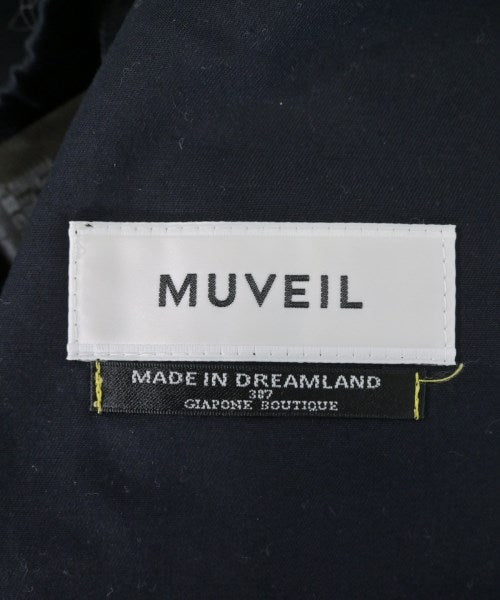 MUVEIL
MADE IN DREAMLAND
387
GIAPONE BOUTIQUE